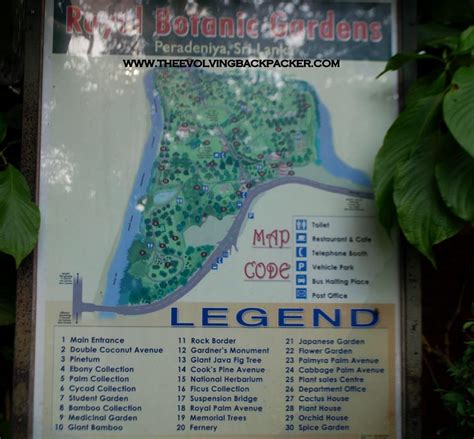 Royal Botanic Gardens
Peradeniya, Sri Lanka
WWW.THEEVOLVINGBACKPACKER.COM
MAP
CODE
Toilet
Restaurant & Cafe
Telephone Booth
Vehicle Park
Bus Halting Place
Post Office
LEGEND
1 Main Entrance
2 Double Coconut Avenue
3 Pinetum
4 Ebony Collection
5 Palm Collection
6 Cycad Collection
7 Student Garden
8 Bamboo Collection
9 Medicinal Garden
10 Giant Bamboo
11 Rock Border
12 Gardner's Monument
13 Giant Java Fig Tree
14 Cook's Pine Avenue
15 National Herbarium
16 Ficus Collection
17 Suspension Bridge
18 Royal Palm Avenue
19 Memorial Trees
20 Fernery
21 Japanese Garden
22 Flower Garden
23 Palmyra Palm Avenue
24 Cabbage Palm Avenue
25 Plant sales Centre
26 Department Office
27 Cactus House
28 Plant House
29 Orchid House
30 Spice Garden